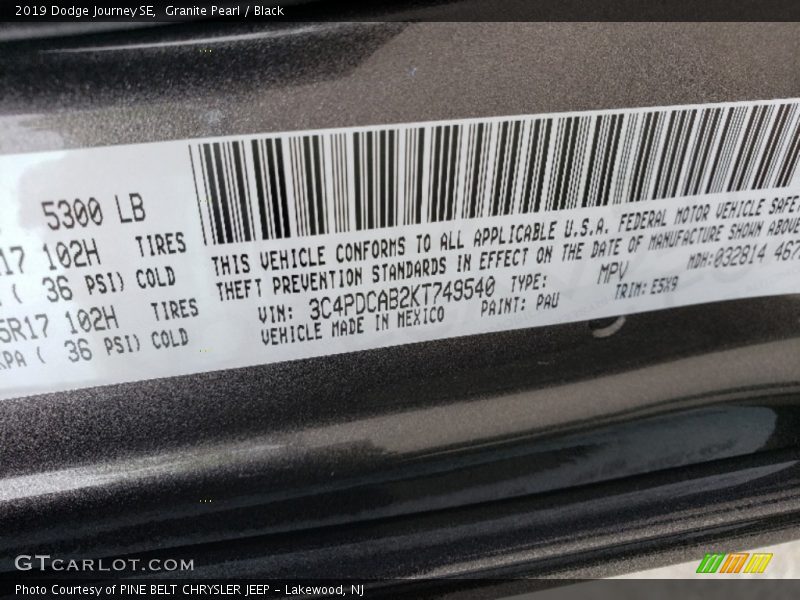 2019 Dodge Journey SE, Granite Pearl / Black
5300 LB
R17 102H TIRES
( 36 PSI) COLD
5R17 102H TIRES
KPA ( 36 PSI) COLD
THIS VEHICLE CONFORMS TO ALL APPLICABLE U.S.A. FEDERAL MOTOR VEHICLE SAFE
THEFT PREVENTION STANDARDS IN EFFECT ON THE DATE OF MANUFACTURE SHOWN ABOVE
VIN: 3C4PDCAB2KT749540 TYPE: MPV MDH:032814 467
VEHICLE MADE IN MEXICO PAINT: PAU TRIM:E5X9
GTCARLOT.COM
Photo Courtesy of PINE BELT CHRYSLER JEEP - Lakewood, NJ